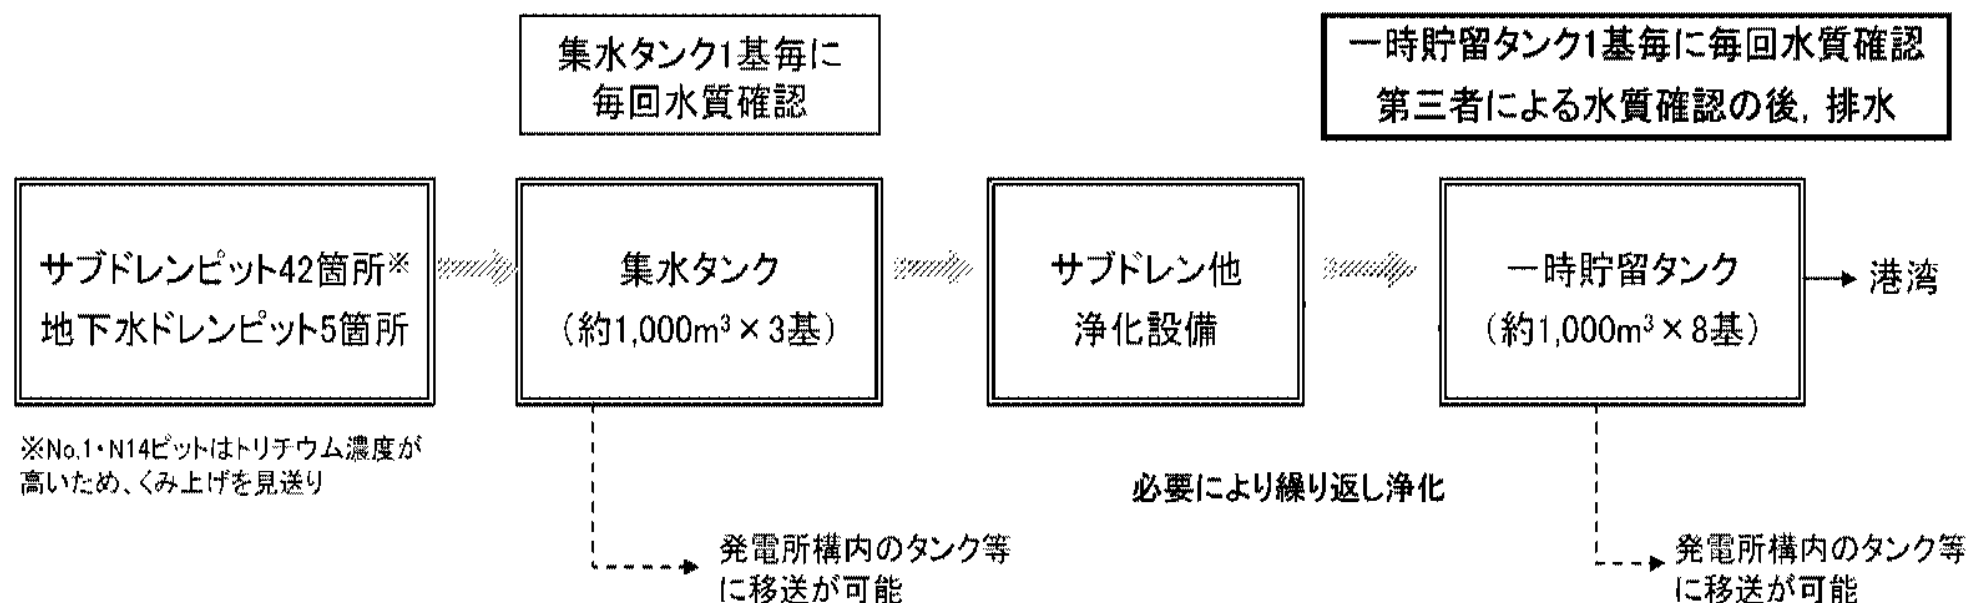 集水タンク1基毎に
毎回水質確認
一時貯留タンク1基毎に毎回水質確認
第三者による水質確認の後,排水
サブドレンピット42箇所※
地下水ドレンピット5箇所
集水タンク
(約1,000m³×3基)
サブドレン他
浄化設備
一時貯留タンク
(約1,000m³×8基)
港湾
※No.1・N14ピットはトリチウム濃度が
高いため、くみ上げを見送り
必要により繰り返し浄化
発電所構内のタンク等
に移送が可能
発電所構内のタンク等
に移送が可能